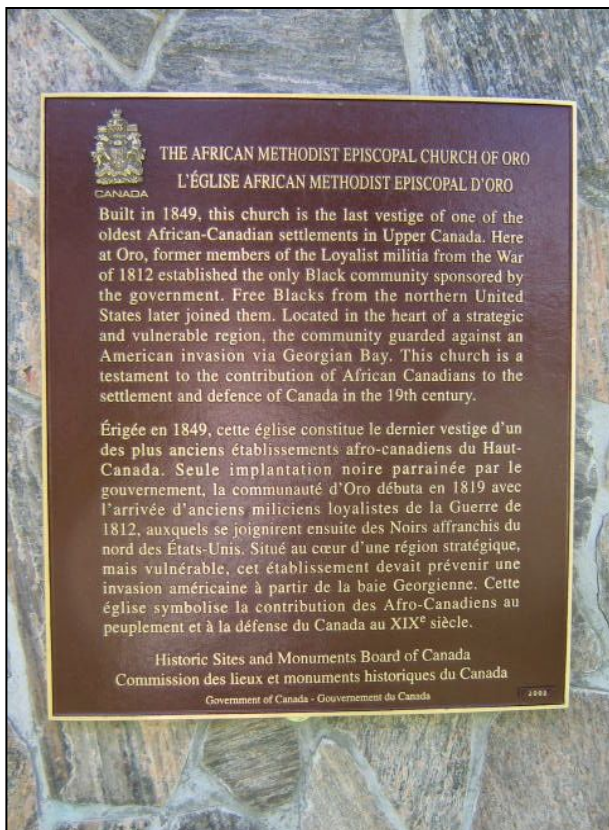 CANADA
THE AFRICAN METHODIST EPISCOPAL CHURCH OF ORO
L'ÉGLISE AFRICAN METHODIST EPISCOPAL D'ORO
Built in 1849, this church is the last vestige of one of the
oldest African-Canadian settlements in Upper Canada. Here
at Oro, former members of the Loyalist militia from the War
of 1812 established the only Black community sponsored by
the government. Free Blacks from the northern United
States later joined them. Located in the heart of a strategic
and vulnerable region, the community guarded against an
American invasion via Georgian Bay. This church is a
testament to the contribution of African Canadians to the
settlement and defence of Canada in the 19th century.
Érigée en 1849, cette église constitue le dernier vestige d'un
des plus anciens établissements afro-canadiens du Haut-
Canada. Seule implantation noire parrainée par le
gouvernement, la communauté d'Oro débuta en 1819 avec
l'arrivée d'anciens miliciens loyalistes de la Guerre de
1812, auxquels se joignirent ensuite des Noirs affranchis du
nord des États-Unis. Situé au cœur d'une région stratégique,
mais vulnérable, cet établissement devait prévenir une
invasion américaine à partir de la baie Georgienne. Cette
église symbolise la contribution des Afro-Canadiens au
peuplement et à la défense du Canada au XIXe siècle.
Historic Sites and Monuments Board of Canada
Commission des lieux et monuments historiques du Canada
Government of Canada - Gouvernement du Canada